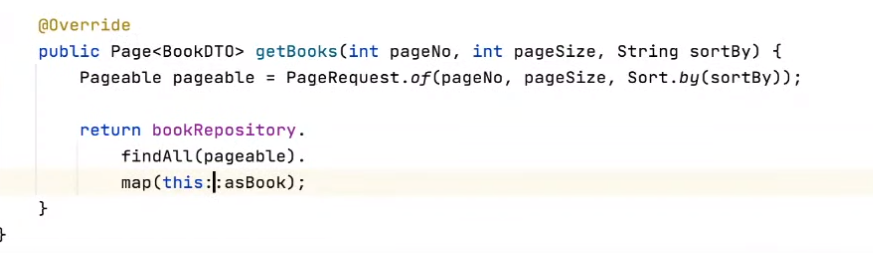 @Override
public Page<BookDTO> getBooks(int pageNo, int pageSize, String sortBy) {
    Pageable pageable = PageRequest.of(pageNo, pageSize, Sort.by(sortBy));

    return bookRepository.
        findAll(pageable).
        map(this::asBook);
}
}